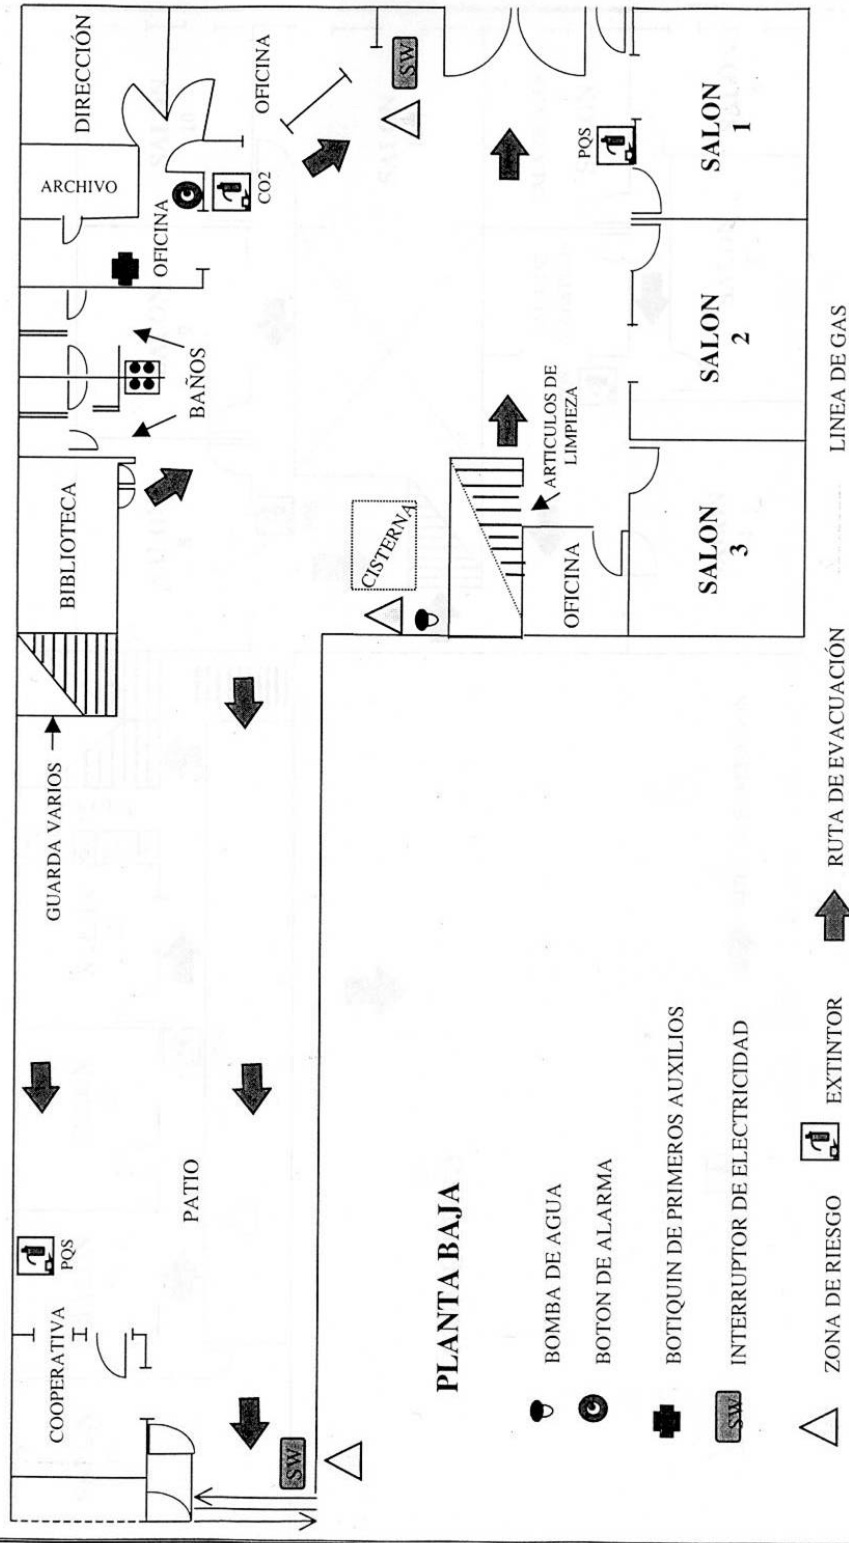 DIRECCIÓN
ARCHIVO
OFICINA
OFICINA
CO2
SW
BAÑOS
BIBLIOTECA
GUARDA VARIOS
CISTERNA
ARTICULOS DE
LIMPIEZA
OFICINA
PQS
SALON
1
SALON
2
SALON
3
PATIO
PQS
COOPERATIVA
SW
PLANTA BAJA
BOMBA DE AGUA
BOTON DE ALARMA
BOTIQUIN DE PRIMEROS AUXILIOS
SW
INTERRUPTOR DE ELECTRICIDAD
ZONA DE RIESGO
EXTINTOR
RUTA DE EVACUACIÓN
LINEA DE GAS